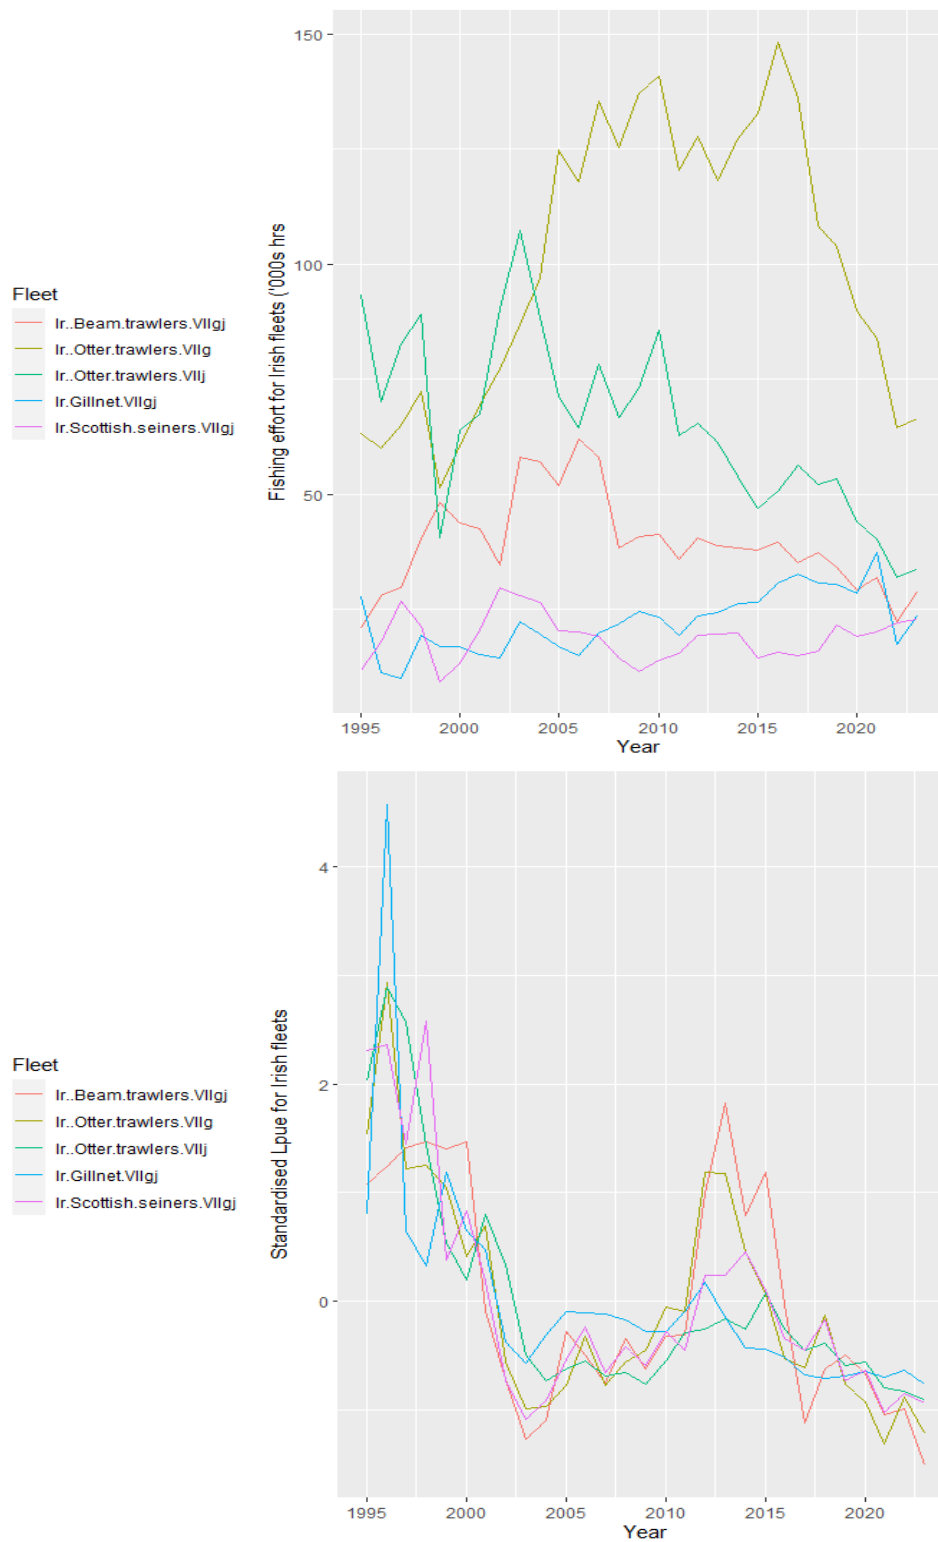 150
100
50
Fishing effort for Irish fleets ('000s hrs
Fleet
Ir..Beam.trawlers.VIIgj
Ir..Otter.trawlers.VIIg
Ir..Otter.trawlers.VIIj
Ir.Gillnet.VIIgj
Ir.Scottish.seiners.VIIgj
1995 2000 2005 2010 2015 2020
Year
4
2
0
Standardised Lpue for Irish fleets
Fleet
Ir..Beam.trawlers.VIIgj
Ir..Otter.trawlers.VIIg
Ir..Otter.trawlers.VIIj
Ir.Gillnet.VIIgj
Ir.Scottish.seiners.VIIgj
1995 2000 2005 2010 2015 2020
Year